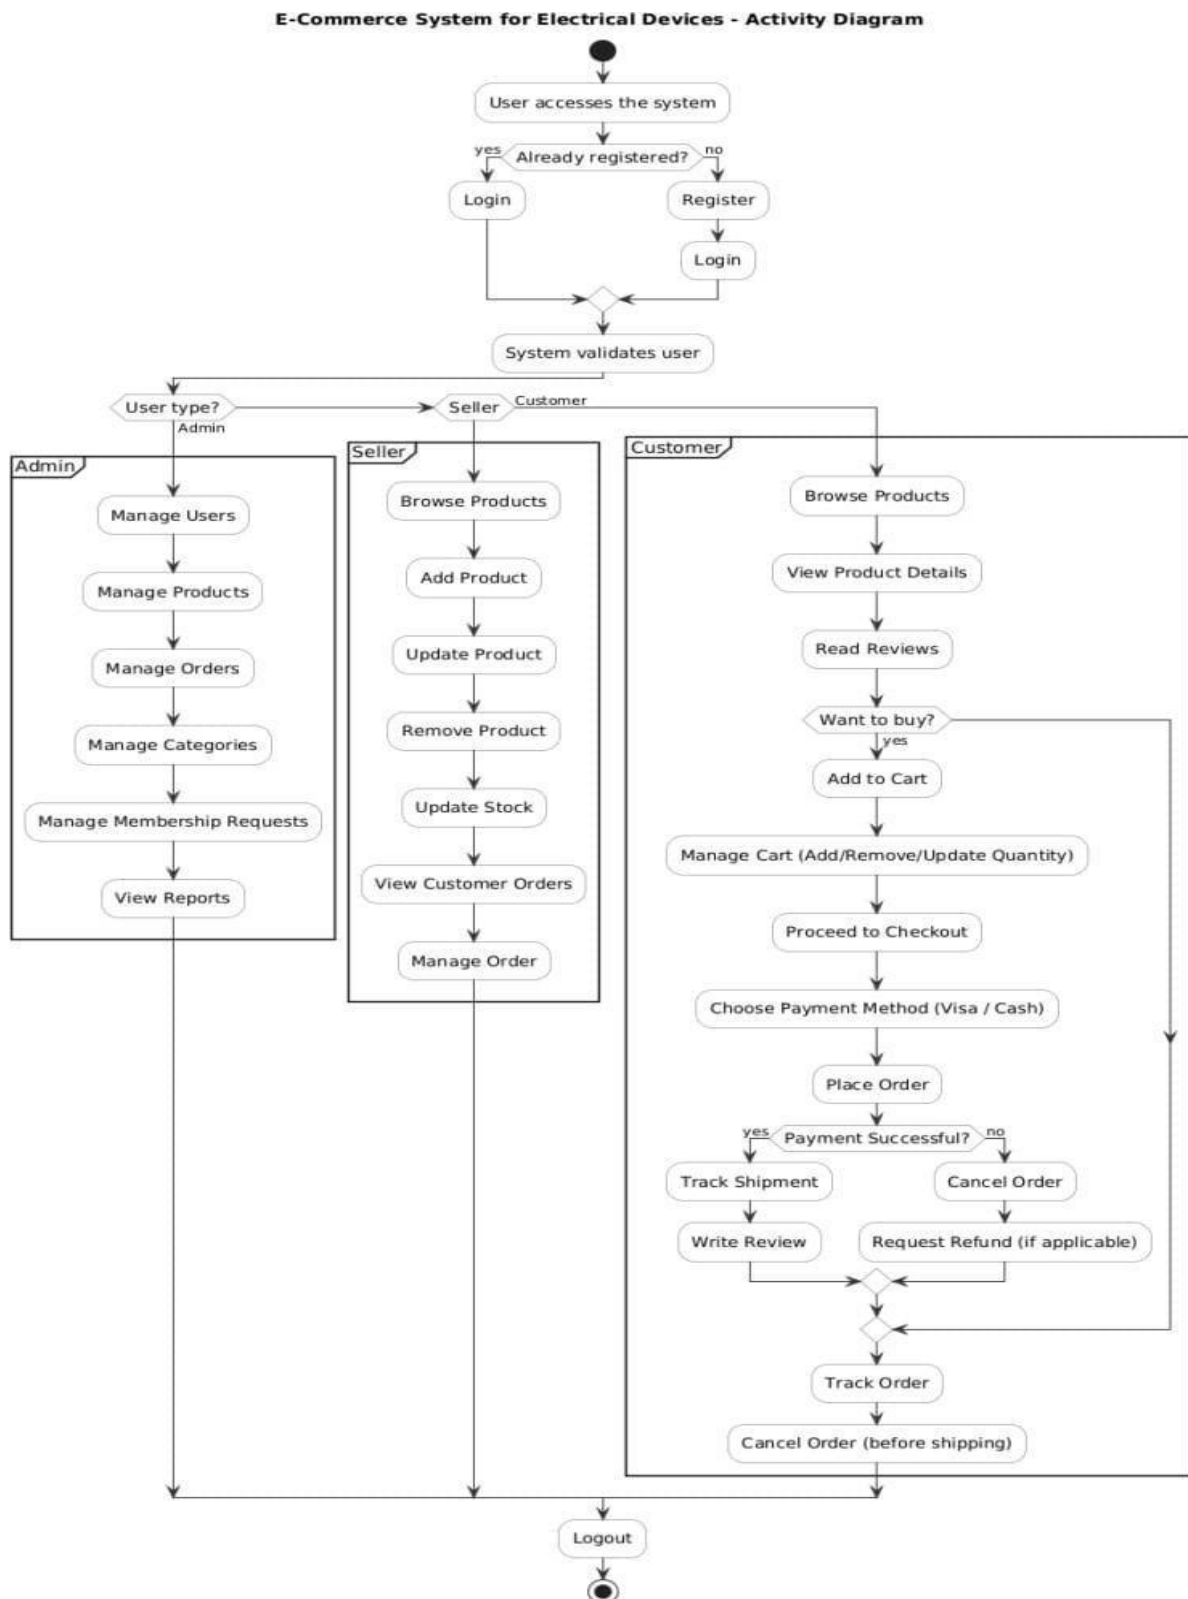 E-Commerce System for Electrical Devices - Activity Diagram
User accesses the system
yes
Already registered?
no
Login
Register
Login
System validates user
User type?
Admin
Seller
Customer
Admin
Manage Users
Manage Products
Manage Orders
Manage Categories
Manage Membership Requests
View Reports
Seller
Browse Products
Add Product
Update Product
Remove Product
Update Stock
View Customer Orders
Manage Order
Customer
Browse Products
View Product Details
Read Reviews
Want to buy?
yes
Add to Cart
Manage Cart (Add/Remove/Update Quantity)
Proceed to Checkout
Choose Payment Method (Visa / Cash)
Place Order
yes
Payment Successful?
no
Track Shipment
Cancel Order
Write Review
Request Refund (if applicable)
Track Order
Cancel Order (before shipping)
Logout